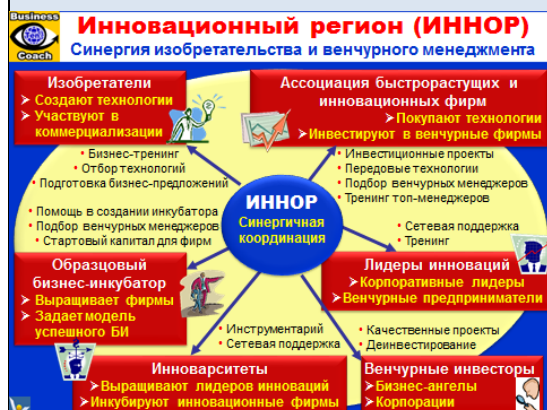 Business
Ten
Coach
Инновационный регион (ИННОР)
Синергия изобретательства и венчурного менеджмента
Изобретатели
➢ Создают технологии
➢ Участвуют в
коммерциализации
Ассоциация быстрорастущих и
инновационных фирм
➢ Покупают технологии
➢ Инвестируют в венчурные фирмы
• Бизнес-тренинг
• Отбор технологий
• Подготовка бизнес-предложений
• Инвестиционные проекты
• Передовые технологии
• Подбор венчурных менеджеров
• Тренинг топ-менеджеров
ИННОР
Синергичная
координация
• Помощь в создании инкубатора
• Подбор венчурных менеджеров
• Стартовый капитал для фирм
• Сетевая поддержка
• Тренинг
Образцовый
бизнес-инкубатор
➢ Выращивает фирмы
➢ Задает модель
успешного БИ
Лидеры инноваций
➢ Корпоративные лидеры
➢ Венчурные предприниматели
• Инструментарий
• Сетевая поддержка
• Качественные проекты
• Деинвестирование
Инноварситеты
➢ Выращивают лидеров инноваций
➢ Инкубируют инновационные фирмы
Венчурные инвесторы
➢ Бизнес-ангелы
➢ Корпорации